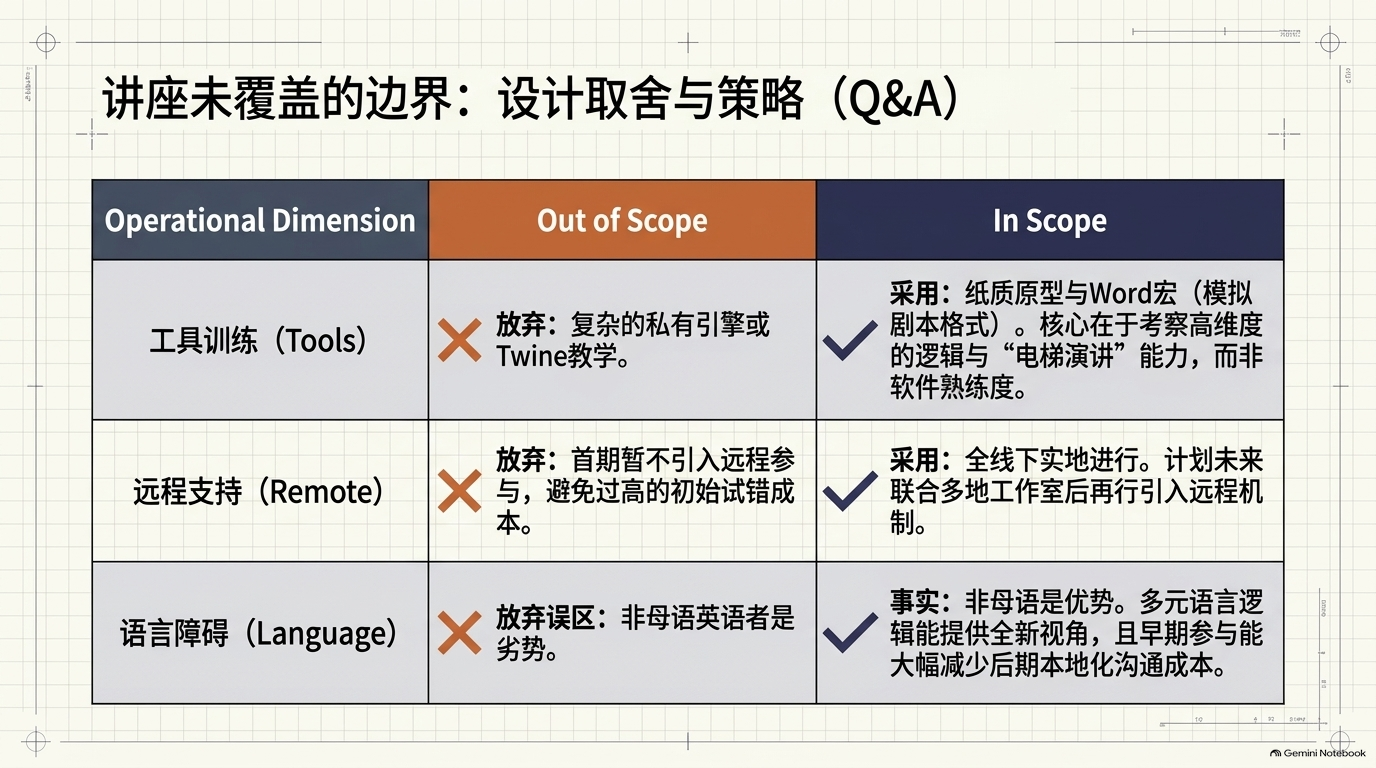 讲座未覆盖的边界：设计取舍与策略（Q&A）
Operational Dimension
Out of Scope
In Scope
工具训练（Tools）
放弃：复杂的私有引擎或
Twine教学。
采用：纸质原型与Word宏（模拟
剧本格式）。核心在于考察高维度
的逻辑与“电梯演讲”能力，而非
软件熟练度。
远程支持（Remote）
放弃：首期暂不引入远程参
与，避免过高的初始试错成
本。
采用：全线下实地进行。计划未来
联合多地工作室后再行引入远程机
制。
语言障碍（Language）
放弃误区：非母语英语者是
劣势。
事实：非母语是优势。多元语言逻
辑能提供全新视角，且早期参与能
大幅减少后期本地化沟通成本。
Gemini Notebook